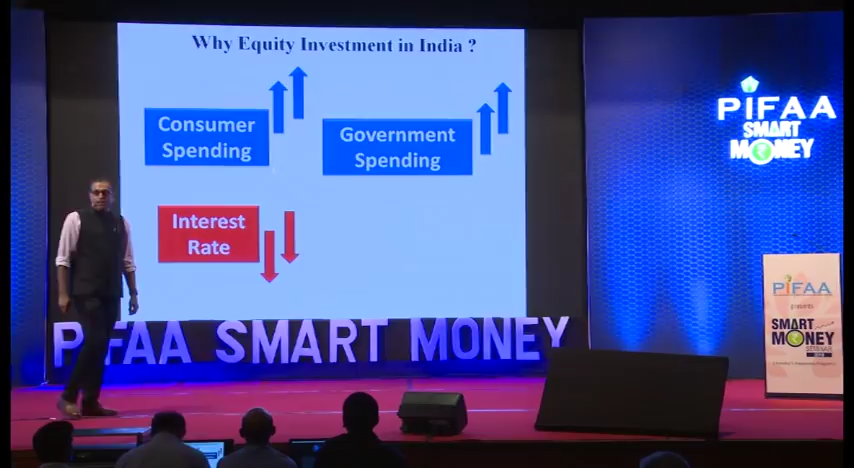 Why Equity Investment in India ?
Consumer
Spending
Government
Spending
Interest
Rate
PIFAA
SMART
MONEY
PIFAA SMART MONEY
PIFAA
presents
SMART
MONEY